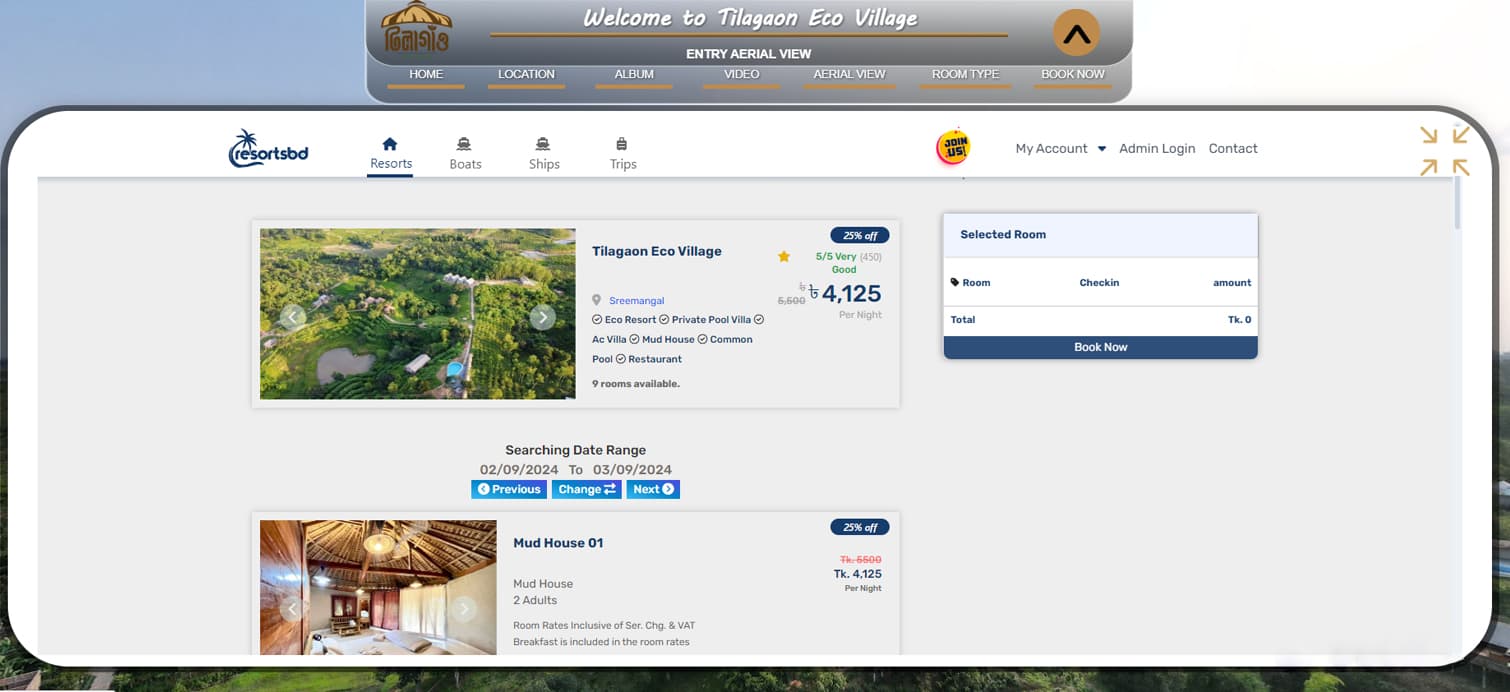 তিলাগাঁও
Welcome to Tilagaon Eco Village
ENTRY AERIAL VIEW
HOME LOCATION ALBUM VIDEO AERIAL VIEW ROOM TYPE BOOK NOW
resortsbd
Resorts Boats Ships Trips
JOIN US!
My Account Admin Login Contact
25% off
Tilagaon Eco Village
5/5 Very (450)
Good
৳ 5,500 ৳ 4,125
Per Night
Sreemangal
Eco Resort Private Pool Villa
Ac Villa Mud House Common
Pool Restaurant
9 rooms available.
Selected Room
Room Checkin amount
Total Tk. 0
Book Now
Searching Date Range
02/09/2024 To 03/09/2024
Previous Change Next
25% off
Mud House 01
Tk. 5500
Tk. 4,125
Per Night
Mud House
2 Adults
Room Rates Inclusive of Ser. Chg. & VAT
Breakfast is included in the room rates